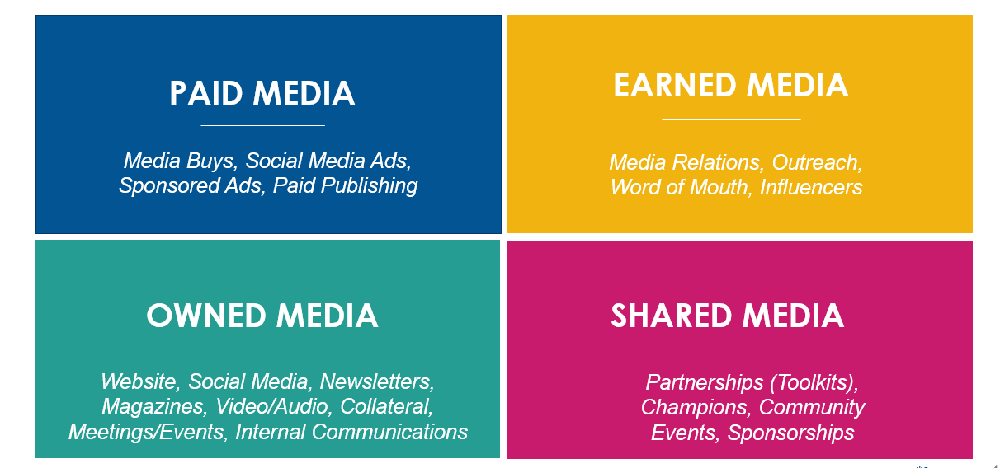 PAID MEDIA
Media Buys, Social Media Ads,
Sponsored Ads, Paid Publishing
EARNED MEDIA
Media Relations, Outreach,
Word of Mouth, Influencers
OWNED MEDIA
Website, Social Media, Newsletters,
Magazines, Video/Audio, Collateral,
Meetings/Events, Internal Communications
SHARED MEDIA
Partnerships (Toolkits),
Champions, Community
Events, Sponsorships